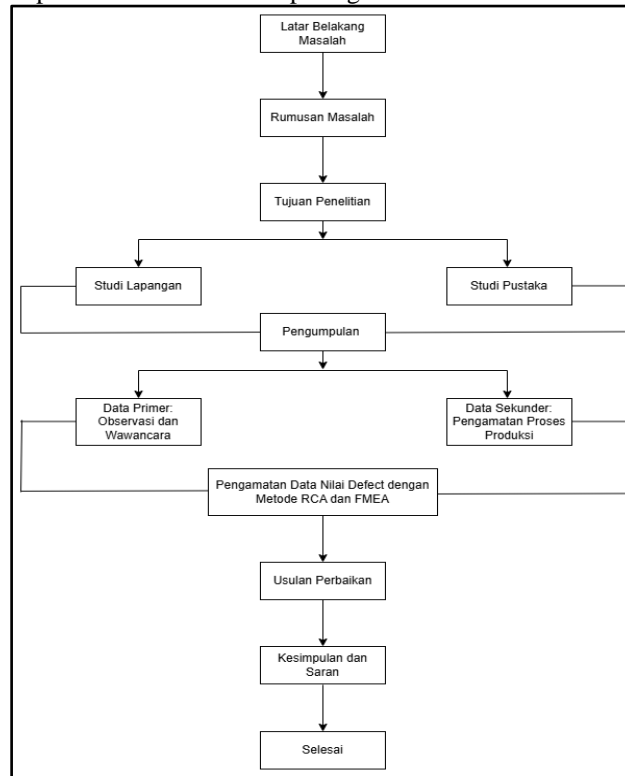 Latar Belakang
Masalah
Rumusan Masalah
Tujuan Penelitian
Studi Lapangan
Studi Pustaka
Pengumpulan
Data Primer:
Observasi dan
Wawancara
Data Sekunder:
Pengamatan Proses
Produksi
Pengamatan Data Nilai Defect dengan
Metode RCA dan FMEA
Usulan Perbaikan
Kesimpulan dan
Saran
Selesai